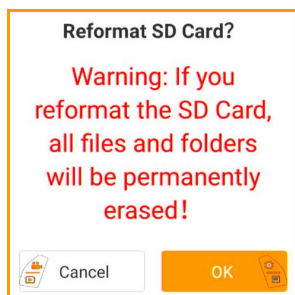 Reformat SD Card?
Warning: If you
reformat the SD Card,
all files and folders
will be permanently
erased!
Cancel
OK